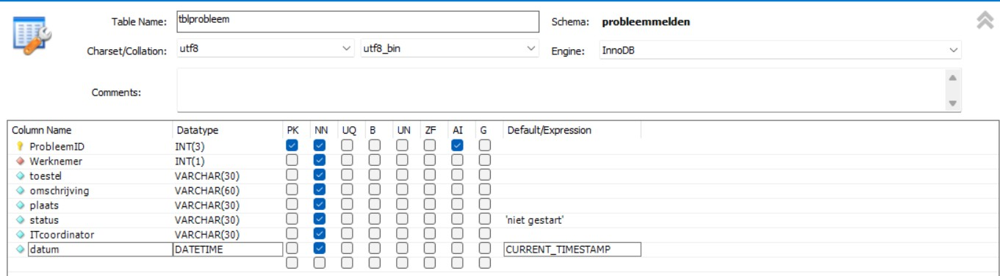 Table Name: tblprobleem Schema: probleemmelden
Charset/Collation: utf8 utf8_bin Engine: InnoDB
Comments:
Column Name Datatype PK NN UQ B UN ZF AI G Default/Expression
ProbleemID INT(3)
Werknemer INT(1)
toestel VARCHAR(30)
omschrijving VARCHAR(60)
plaats VARCHAR(30)
status VARCHAR(30) 'niet gestart'
ITcoordinator VARCHAR(30)
datum DATETIME CURRENT_TIMESTAMP